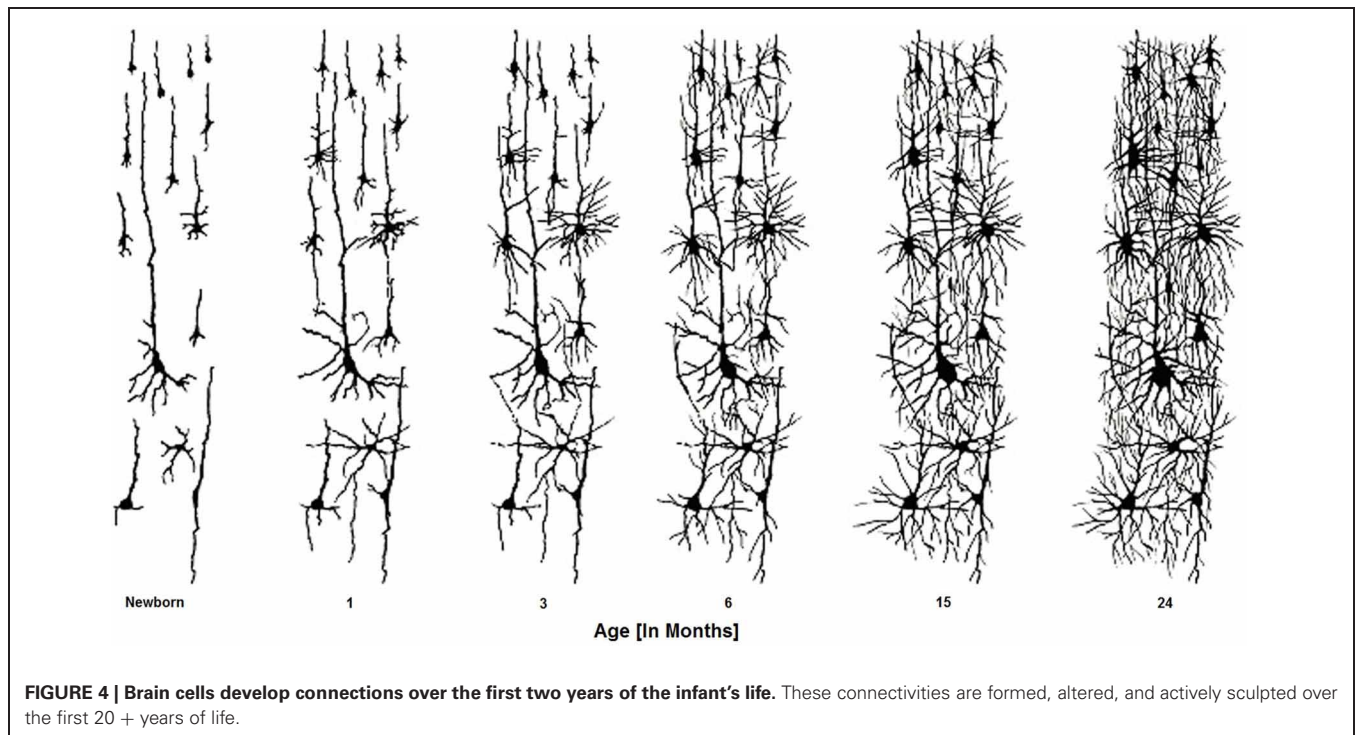 Newborn 1 3 6 15 24
Age [In Months]
FIGURE 4 | Brain cells develop connections over the first two years of the infant's life. These connectivities are formed, altered, and actively sculpted over
the first 20 + years of life.